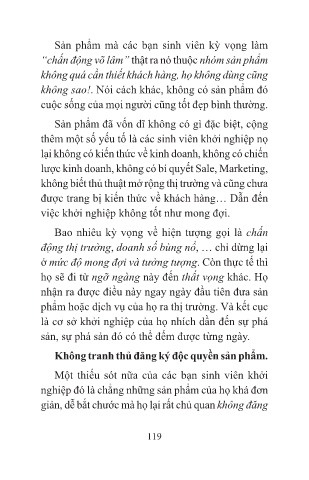 Sản phẩm mà các bạn sinh viên kỳ vọng làm
“chấn động võ lâm” thật ra nó thuộc nhóm sản phẩm
không quá cần thiết khách hàng, họ không dùng cũng
không sao!. Nói cách khác, không có sản phẩm đó
cuộc sống của mọi người cũng tốt đẹp bình thường.
Sản phẩm đã vốn dĩ không có gì đặc biệt, cộng
thêm một số yếu tố là các sinh viên khởi nghiệp nọ
lại không có kiến thức về kinh doanh, không có chiến
lược kinh doanh, không có bí quyết Sale, Marketing,
không biết thủ thuật mở rộng thị trường và cũng chưa
được trang bị kiến thức về khách hàng… Dẫn đến
việc khởi nghiệp không tốt như mong đợi.
Bao nhiêu kỳ vọng về hiện tượng gọi là chấn
động thị trường, doanh số bùng nổ, … chỉ dừng lại
ở mức độ mong đợi và tưởng tượng. Còn thực tế thì
họ sẽ đi từ ngỡ ngàng này đến thất vọng khác. Họ
nhận ra được điều này ngay ngày đầu tiên đưa sản
phẩm hoặc dịch vụ của họ ra thị trường. Và kết cục
là cơ sở khởi nghiệp của họ nhích dần đến sự phá
sản, sự phá sản đó có thể đếm được từng ngày.
Không tranh thủ đăng ký độc quyền sản phẩm.
Một thiếu sót nữa của các bạn sinh viên khởi
nghiệp đó là chẳng những sản phẩm của họ khá đơn
giản, dễ bắt chước mà họ lại rất chủ quan không đăng
119